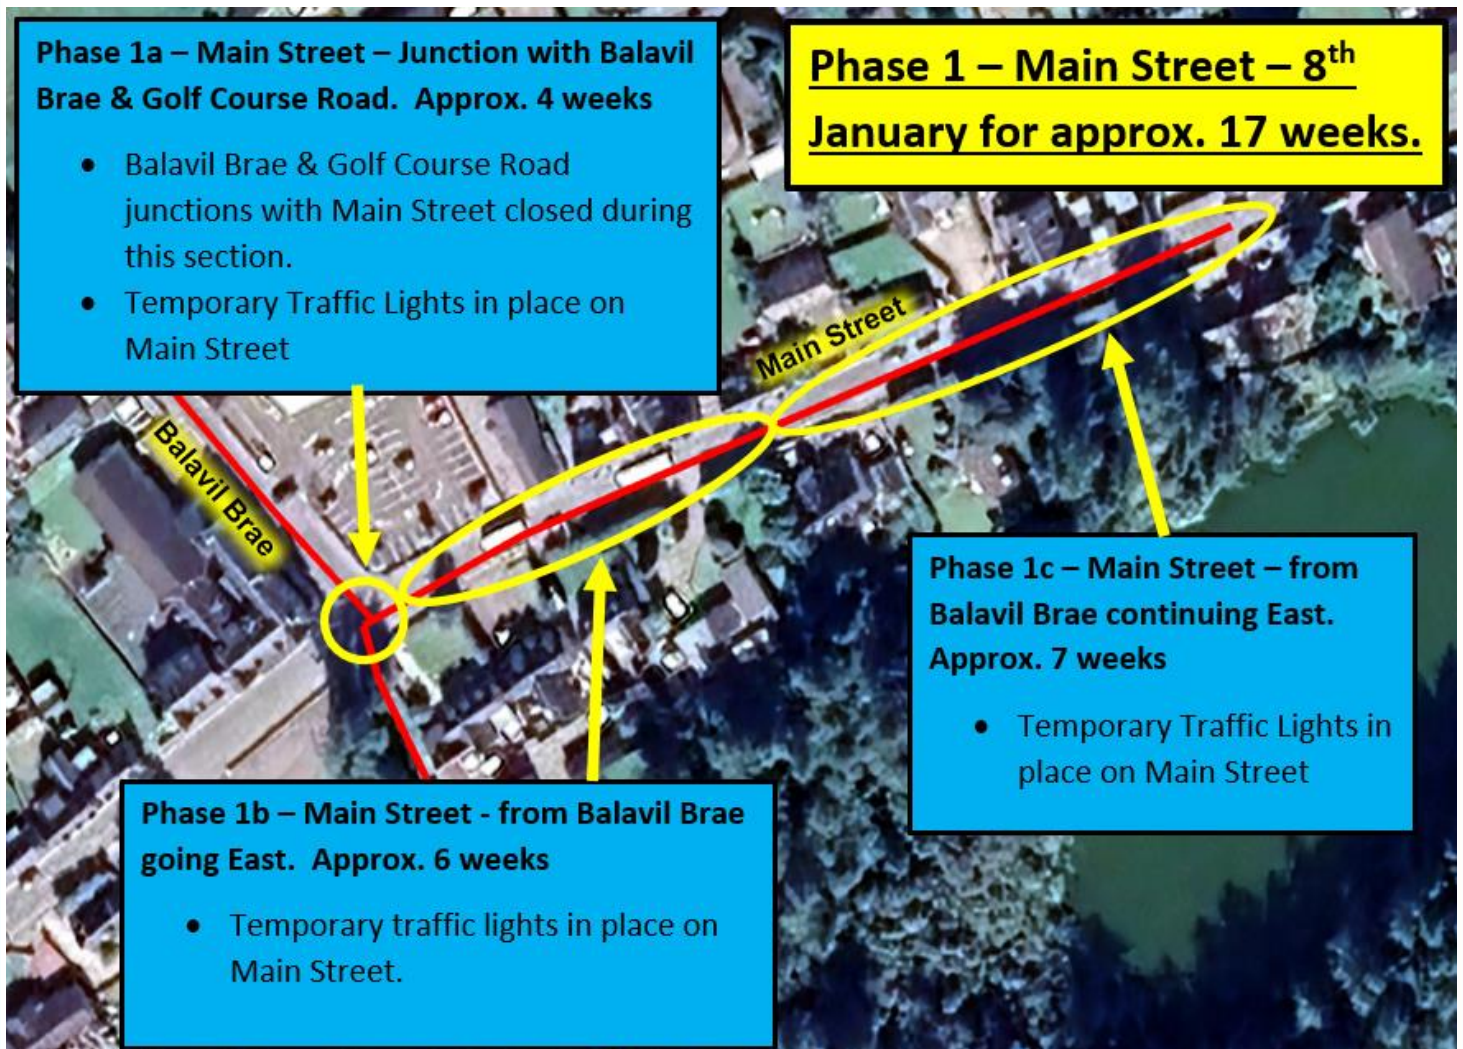 Phase 1a – Main Street – Junction with Balavil
Brae & Golf Course Road.  Approx. 4 weeks
• Balavil Brae & Golf Course Road
junctions with Main Street closed during
this section.
• Temporary Traffic Lights in place on
Main Street
Phase 1 – Main Street – 8th
January for approx. 17 weeks.
Main Street
Balavil Brae
Phase 1c – Main Street – from
Balavil Brae continuing East.
Approx. 7 weeks
• Temporary Traffic Lights in
place on Main Street
Phase 1b – Main Street - from Balavil Brae
going East.  Approx. 6 weeks
• Temporary traffic lights in place on
Main Street.